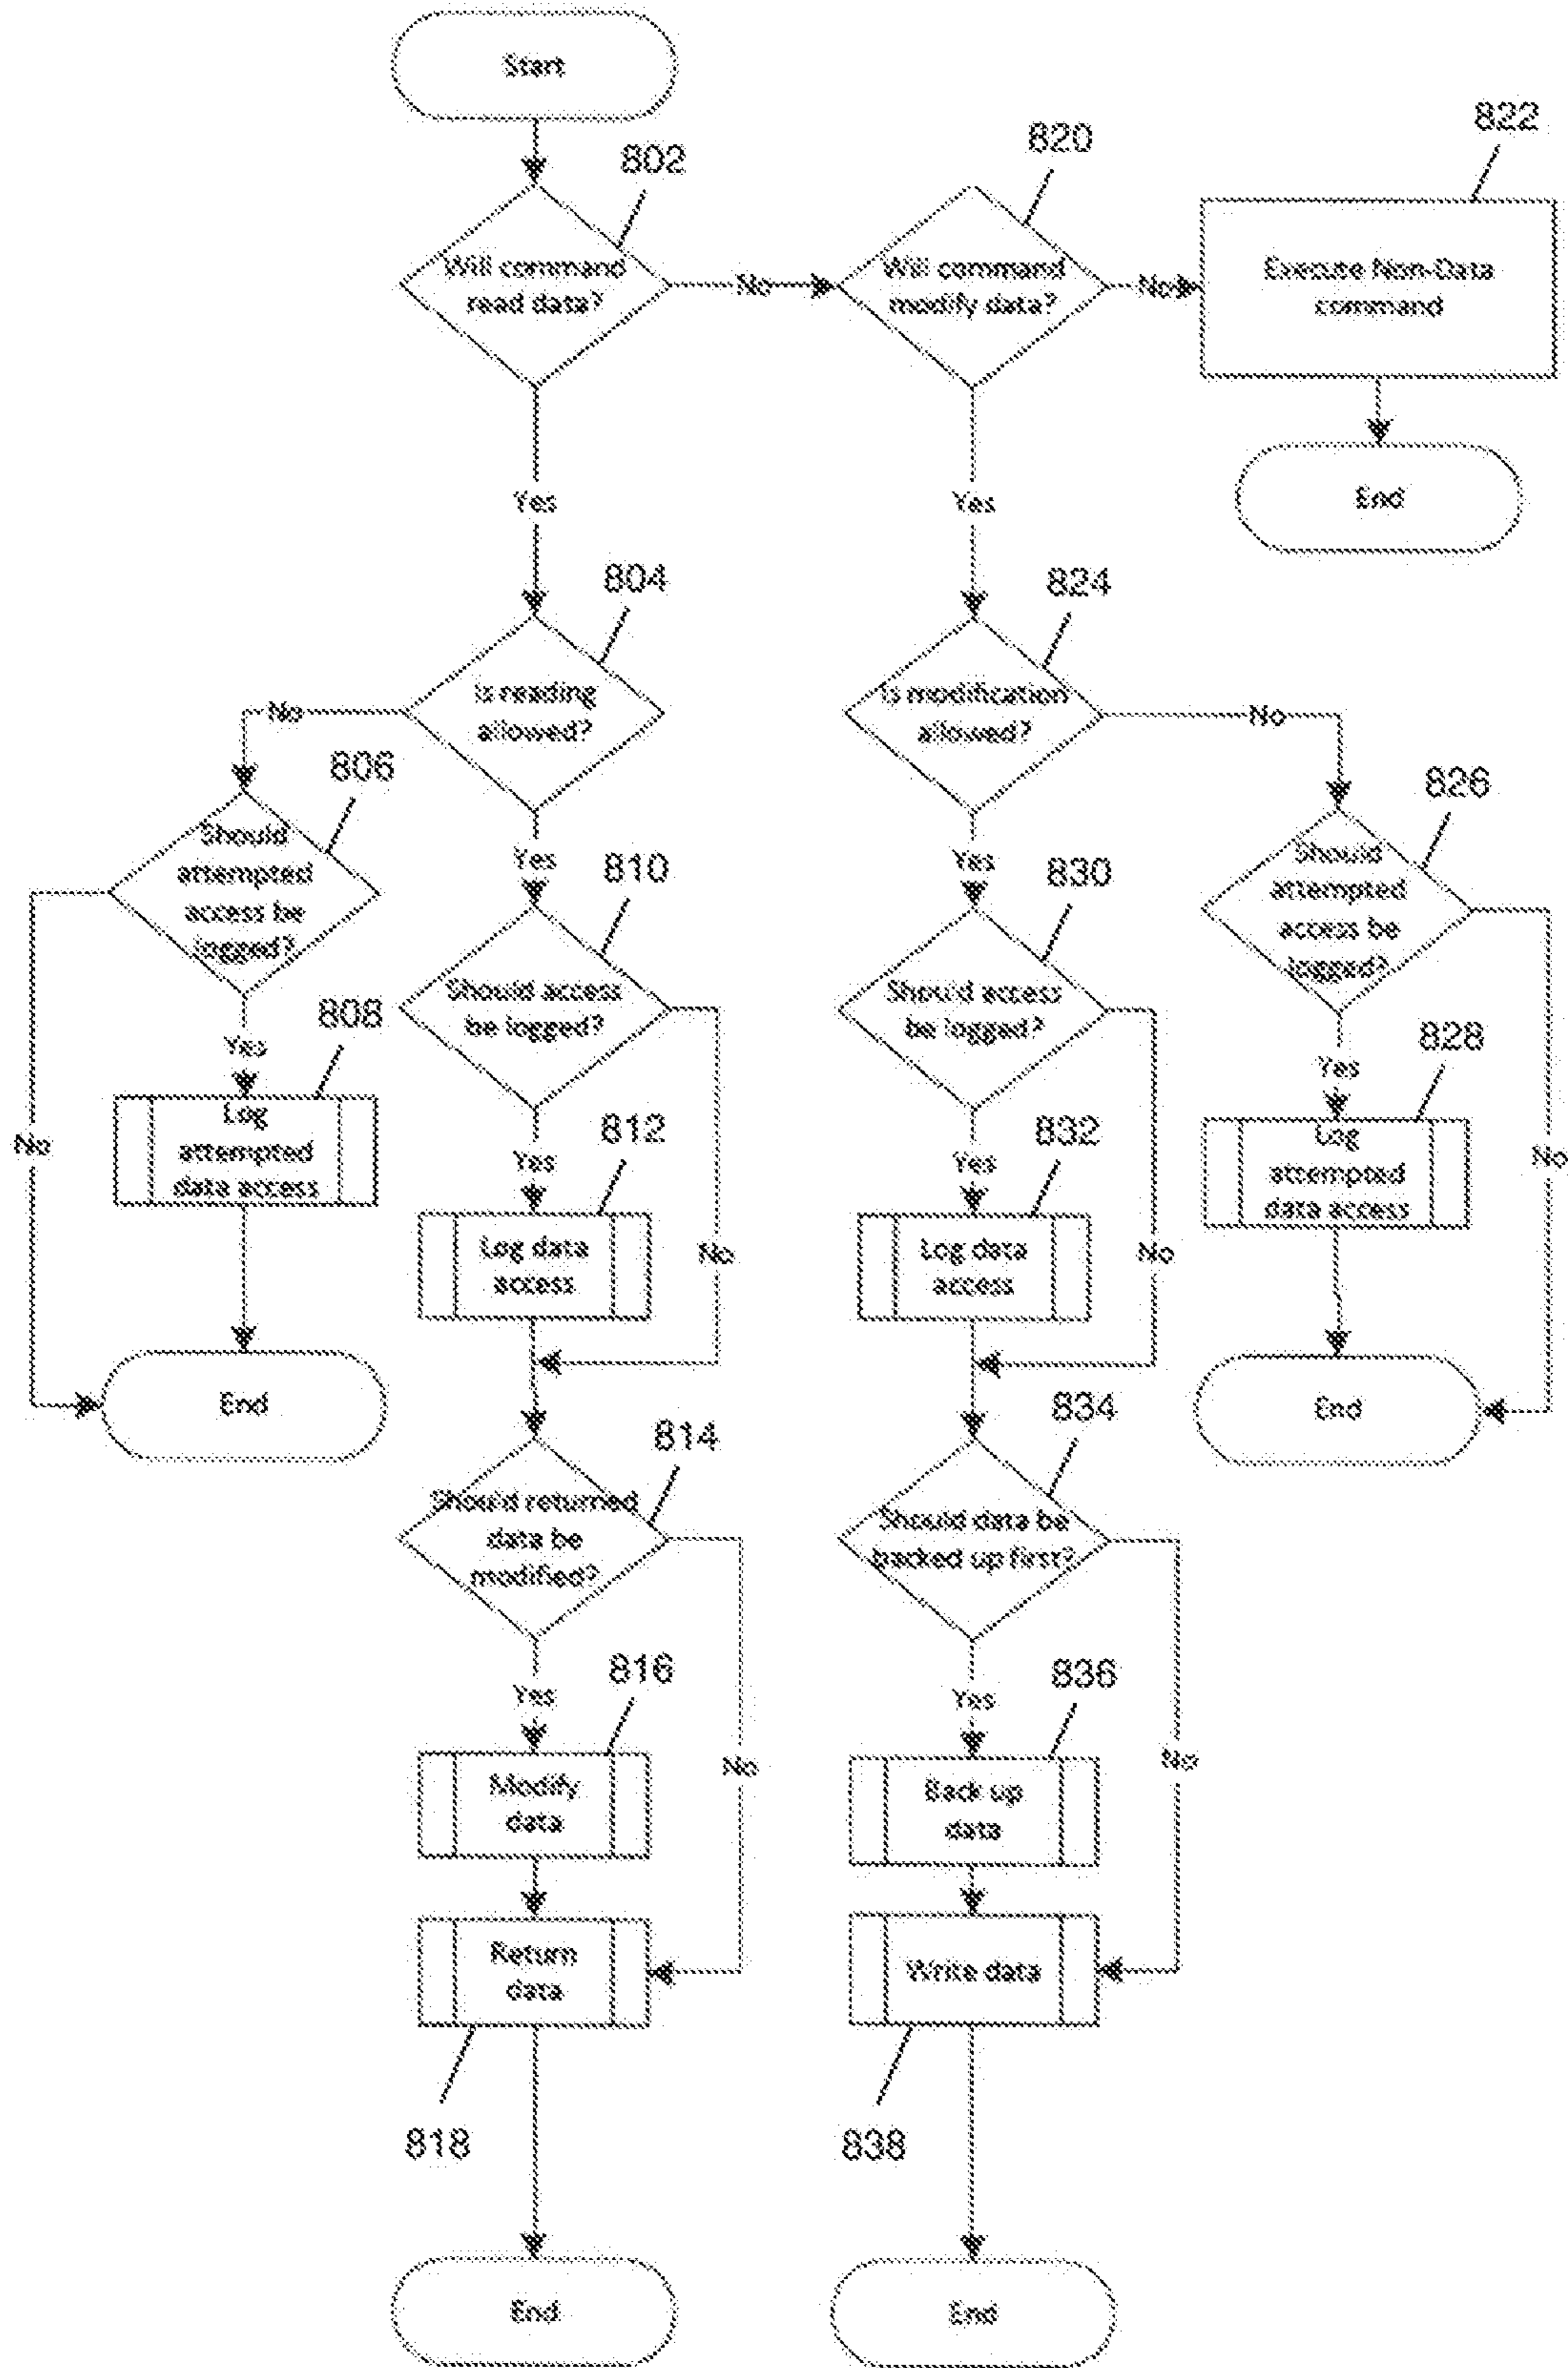 Start
802
820
822
Will command
read data?
No
Will command
modify data?
No
Execute Non-Data
command
End
Yes
Yes
804
824
Is reading
allowed?
No
Is modification
allowed?
No
806
826
Should
attempted
access be
logged?
Yes
810
Yes
830
Should
attempted
access be
logged?
Should access
be logged?
Should access
be logged?
808
828
Yes
Yes
Log
attempted
data access
No
812
Yes
832
Yes
Log
attempted
data access
No
Log data
access
No
Log data
access
No
End
End
814
834
Should returned
data be
modified?
Should data be
backed up first?
816
836
Yes
Yes
Modify
data
No
Back up
data
No
Return
data
Write data
818
838
End
End